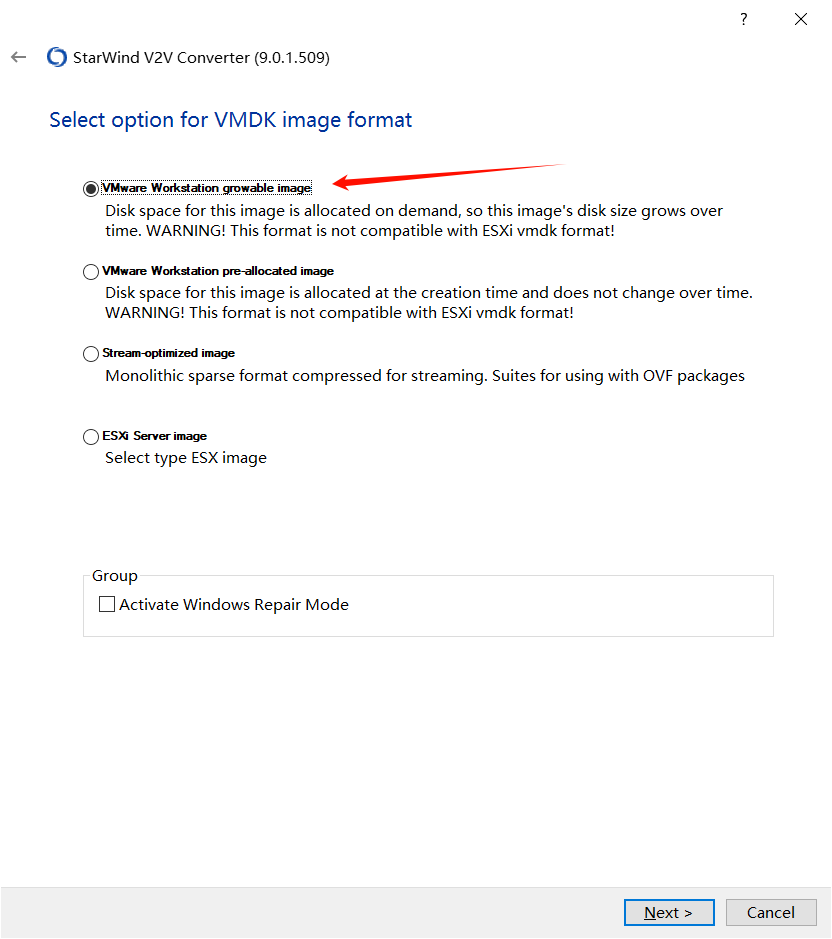 ?
StarWind V2V Converter (9.0.1.509)
Select option for VMDK image format
VMware Workstation growable image
Disk space for this image is allocated on demand, so this image's disk size grows over
time. WARNING! This format is not compatible with ESXi vmdk format!
VMware Workstation pre-allocated image
Disk space for this image is allocated at the creation time and does not change over time.
WARNING! This format is not compatible with ESXi vmdk format!
Stream-optimized image
Monolithic sparse format compressed for streaming. Suites for using with OVF packages
ESXi Server image
Select type ESX image
Group
Activate Windows Repair Mode
Next >
Cancel